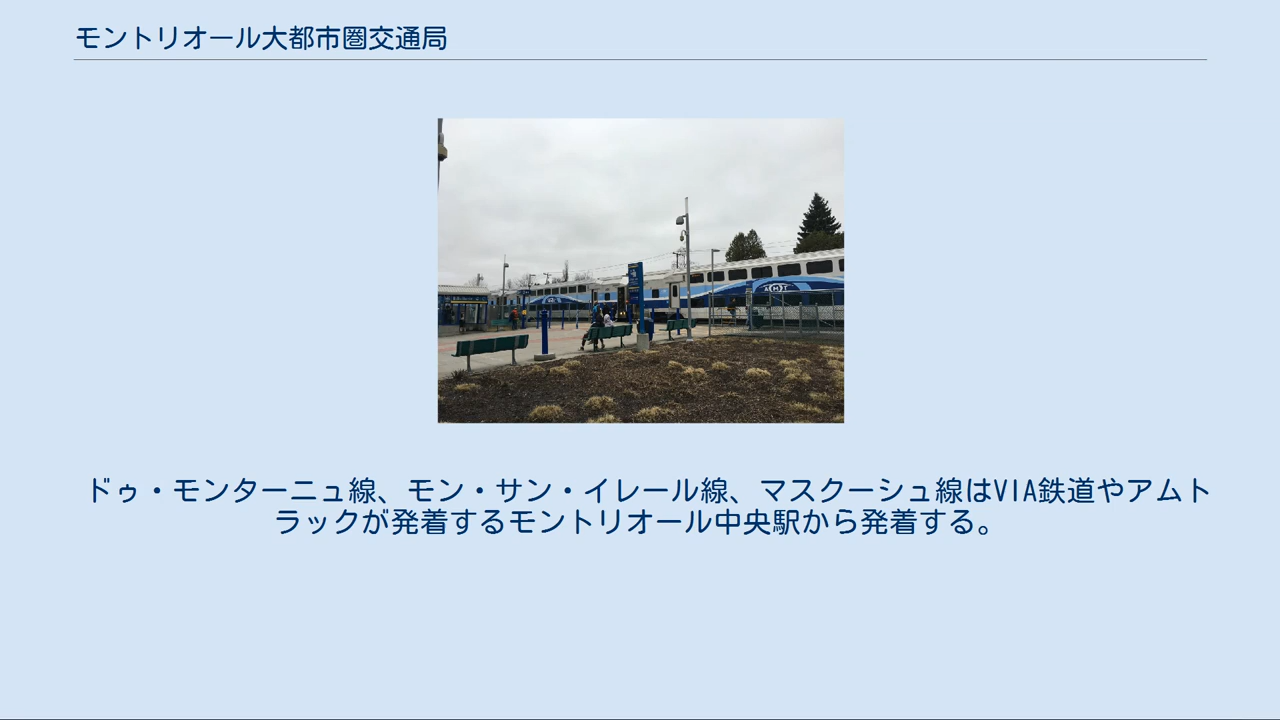 モントリオール大都市圏交通局
AMT
ドゥ・モンターニュ線、モン・サン・イレール線、マスクーシュ線はVIA鉄道やアムト
ラックが発着するモントリオール中央駅から発着する。